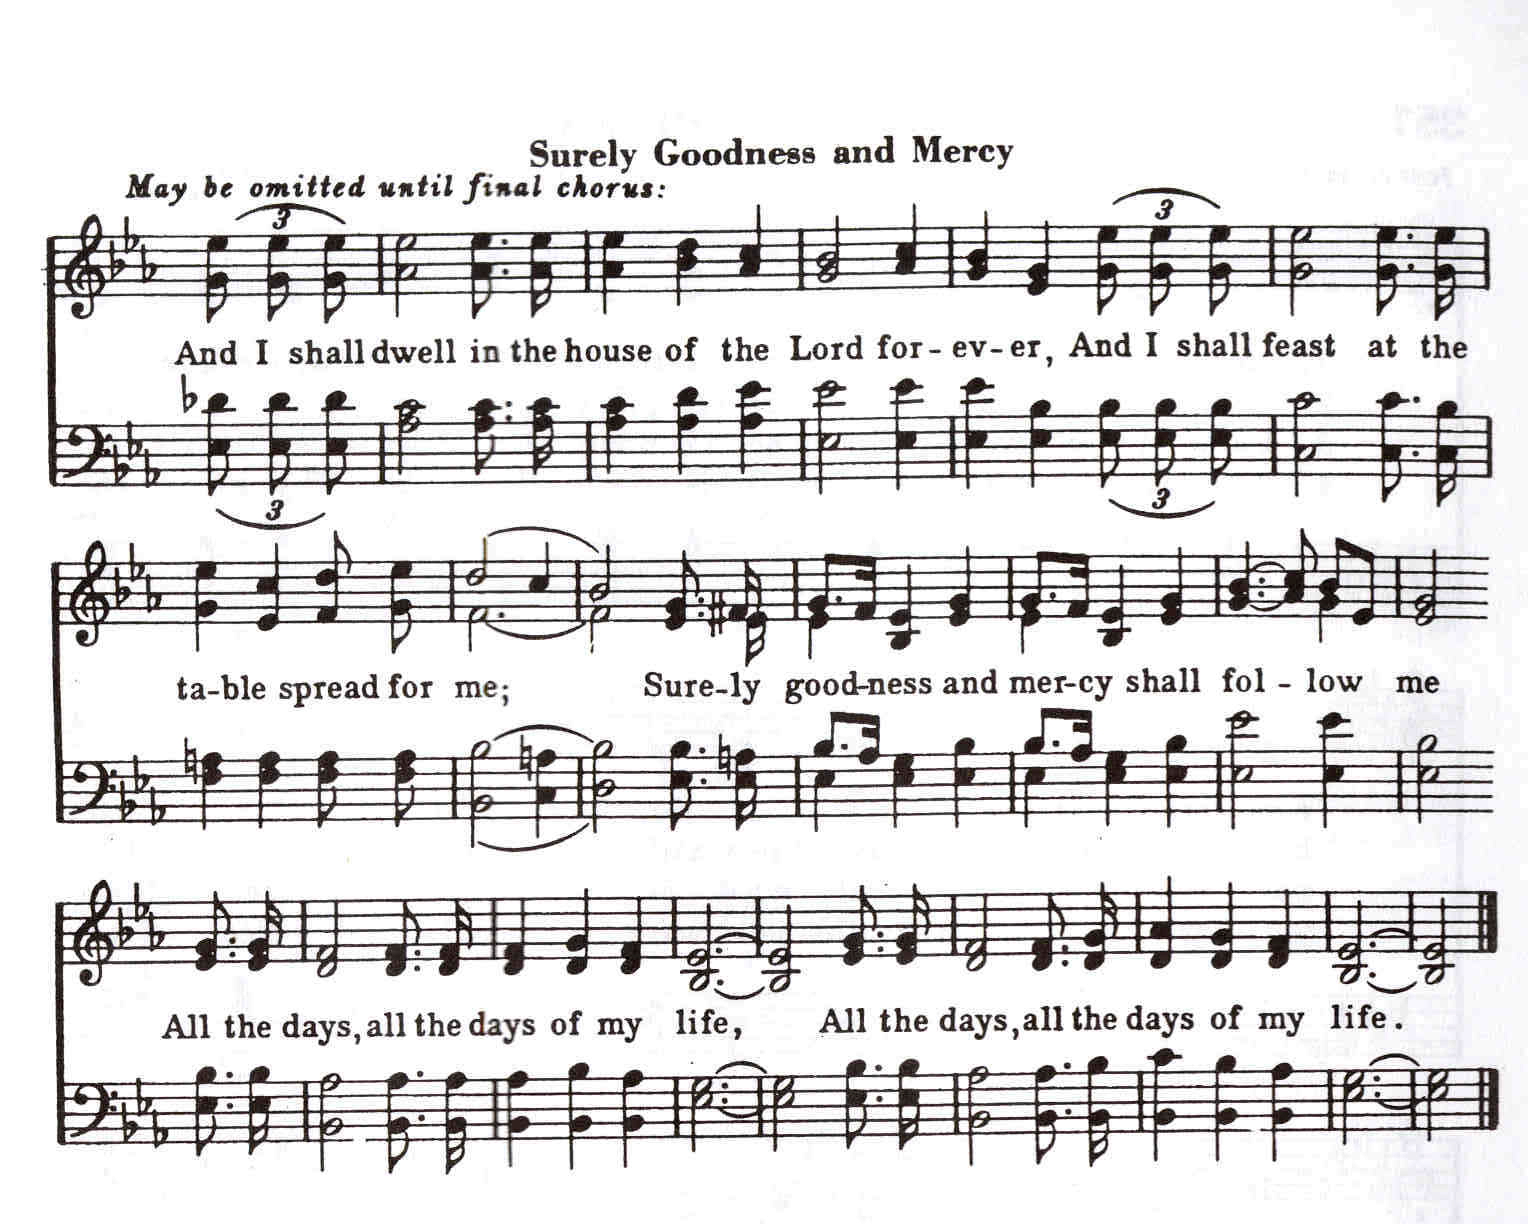 Surely Goodness and Mercy
May be omitted until final chorus:
3 3
And I shall dwell in the house of the Lord for-ev-er, And I shall feast at the
3 3
ta-ble spread for me; Sure-ly good-ness and mer-cy shall fol-low me
All the days, all the days of my life, All the days, all the days of my life.